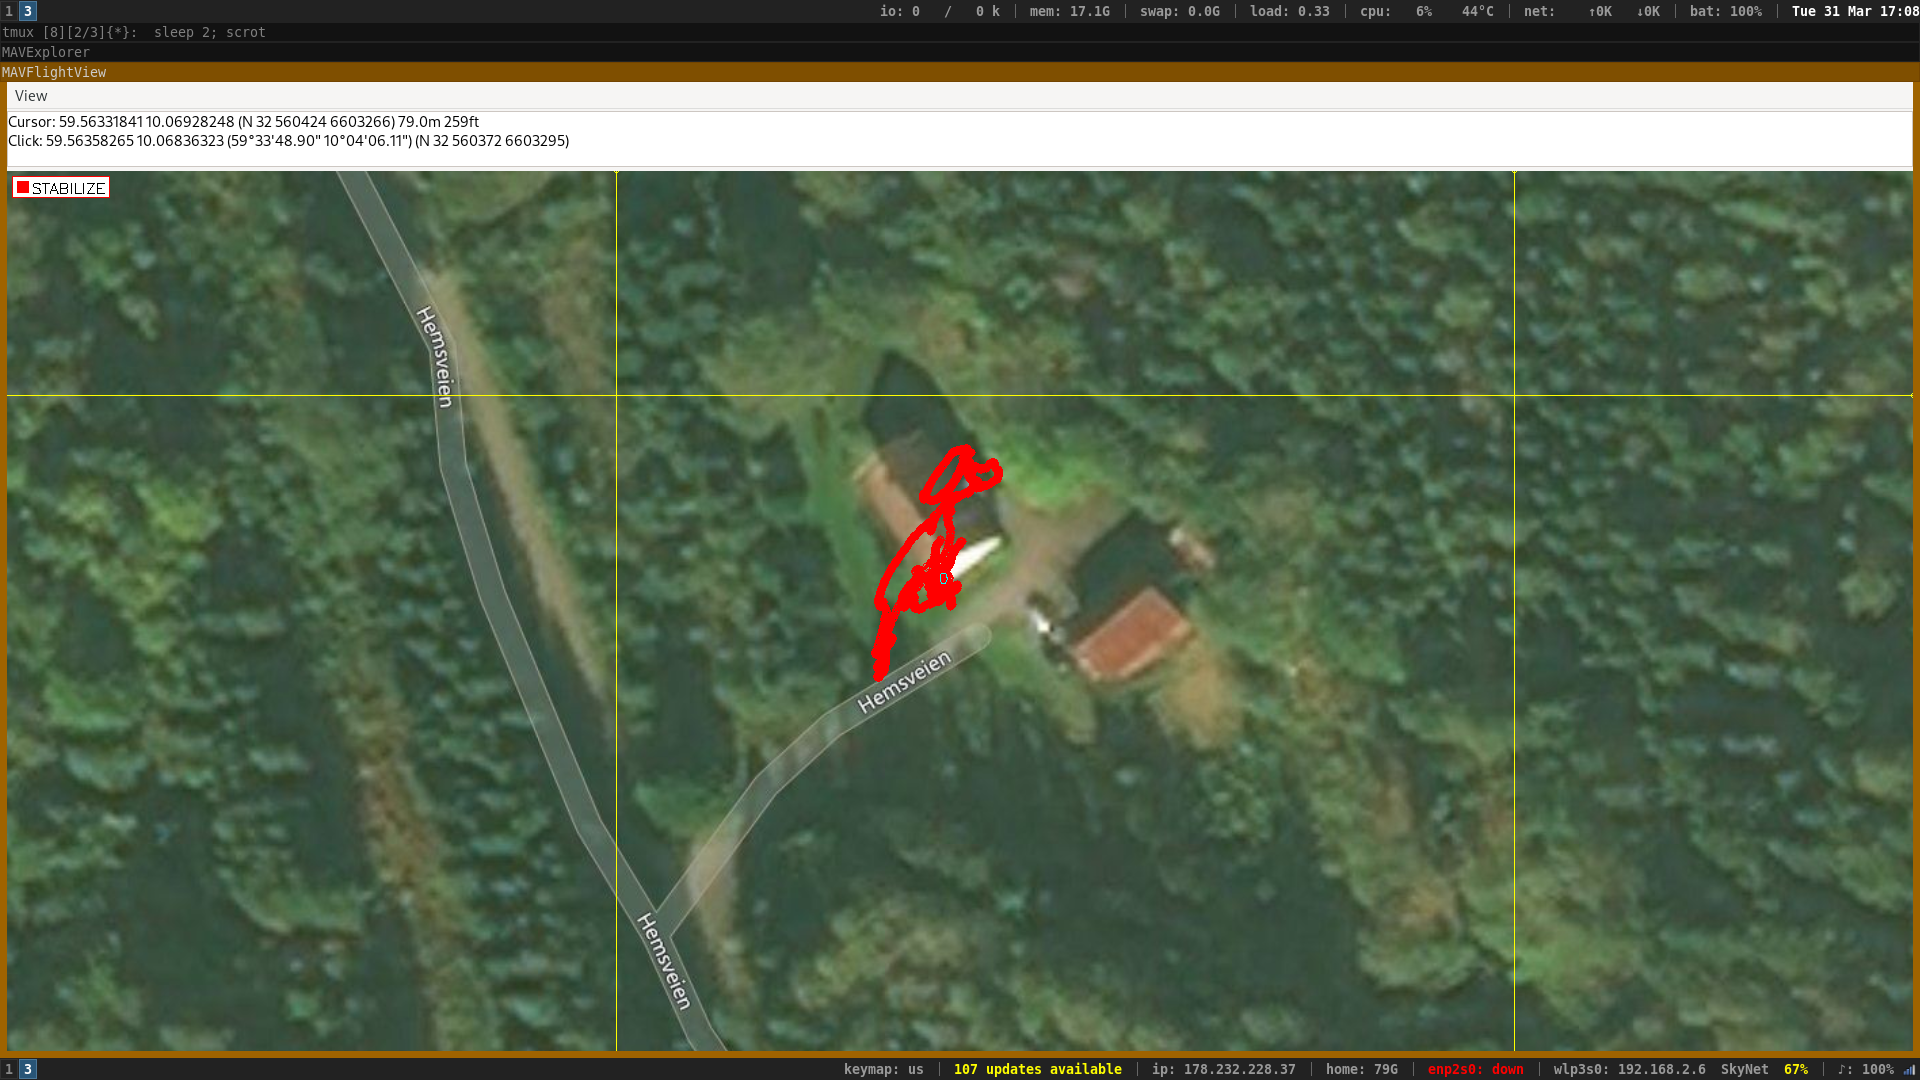 1 3 io: 0 / 0 k | mem: 17.1G | swap: 0.0G | load: 0.33 | cpu: 6% 44°C | net: ↑0K ↓0K | bat: 100% | Tue 31 Mar 17:08
tmux [8][2/3]{*}: sleep 2; scrot
MAVExplorer
MAVFlightView
View
Cursor: 59.56331841 10.06928248 (N 32 560424 6603266) 79.0m 259ft
Click: 59.56358265 10.06836323 (59°33'48.90" 10°04'06.11") (N 32 560372 6603295)
STABILIZE
Hemsveien
Hemsveien
Hemsveien
1 3 keymap: us | 107 updates available | ip: 178.232.228.37 | home: 79G | enp2s0: down | wlp3s0: 192.168.2.6 SkyNet 67% | ♪: 100%